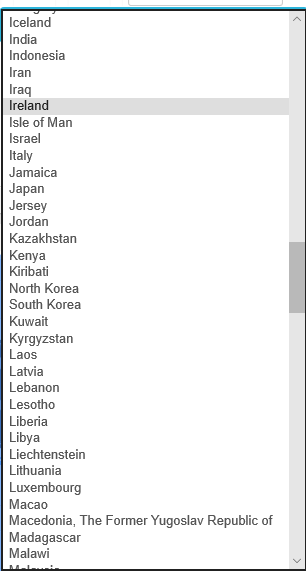 Iceland
India
Indonesia
Iran
Iraq
Ireland
Isle of Man
Israel
Italy
Jamaica
Japan
Jersey
Jordan
Kazakhstan
Kenya
Kiribati
North Korea
South Korea
Kuwait
Kyrgyzstan
Laos
Latvia
Lebanon
Lesotho
Liberia
Libya
Liechtenstein
Lithuania
Luxembourg
Macao
Macedonia, The Former Yugoslav Republic of
Madagascar
Malawi